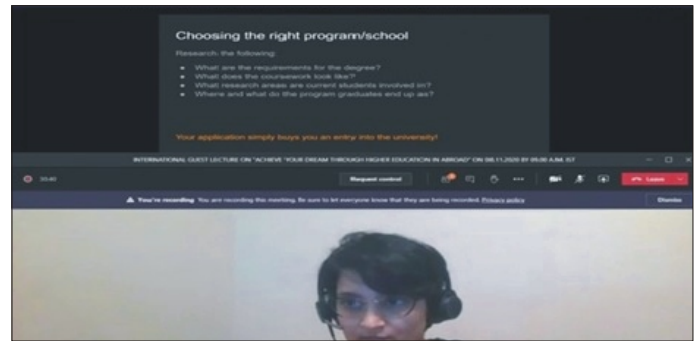 Choosing the right program/school
Research the following:
• What are the requirements for the degree?
• What does the coursework look like?
• What research areas are current students involved in?
• Where and what do the program graduates end up as?
Your application simply buys you an entry into the university!
INTERNATIONAL GUEST LECTURE ON "ACHIEVE YOUR DREAM THROUGH HIGHER EDUCATION IN ABROAD" ON 08.11.2020 BY 09.00 A.M. IST
Request control
Leave
You're recording You are recording this meeting. Be sure to let everyone know that they are being recorded. Privacy policy
Dismiss